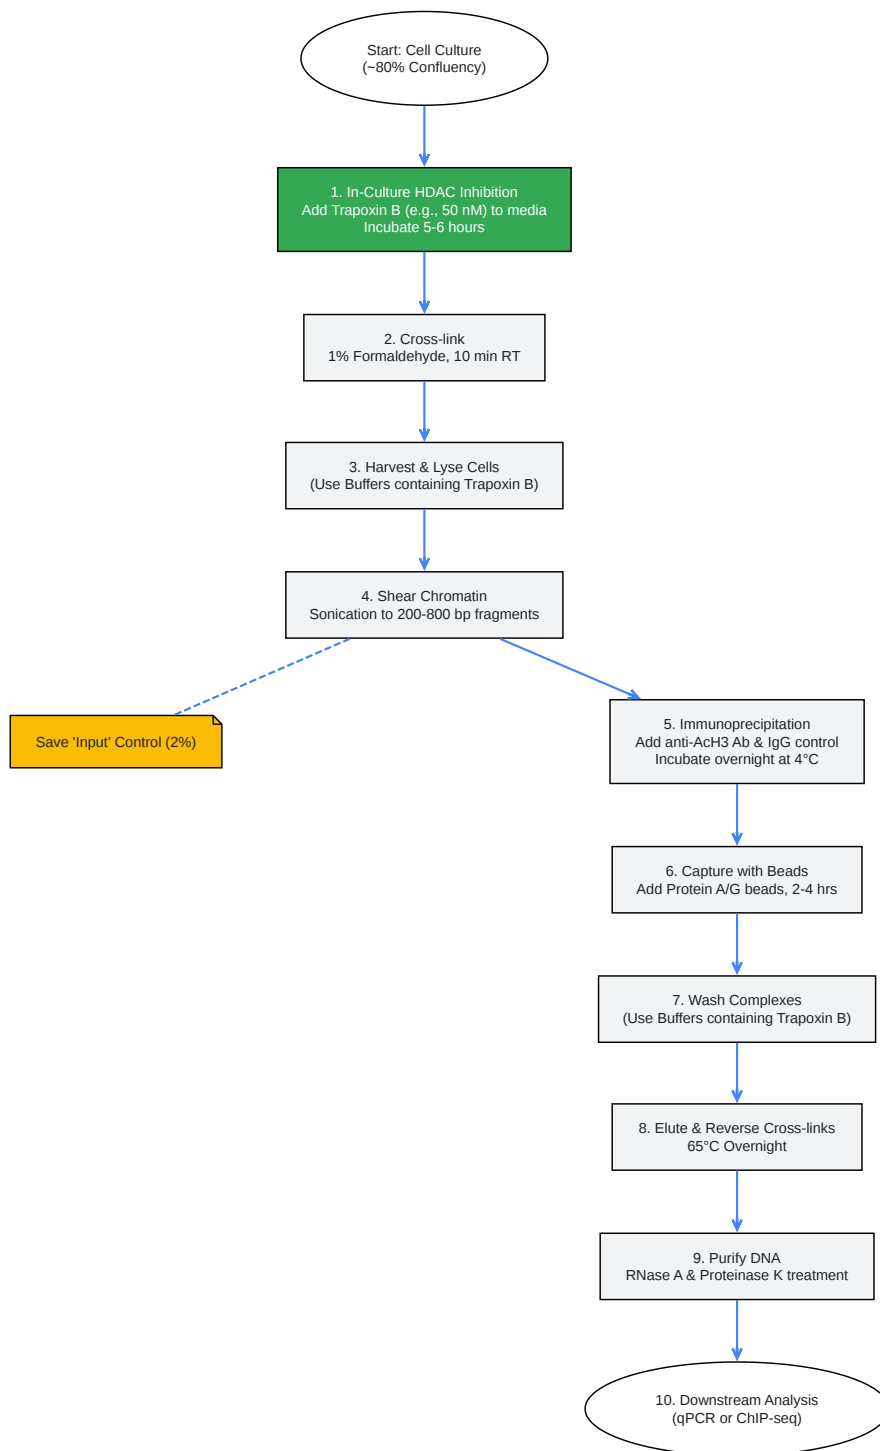 Start: Cell Culture
(~80% Confluency)
1. In-Culture HDAC Inhibition
Add Trapoxin B (e.g., 50 nM) to media
Incubate 5-6 hours
2. Cross-link
1% Formaldehyde, 10 min RT
3. Harvest & Lyse Cells
(Use Buffers containing Trapoxin B)
4. Shear Chromatin
Sonication to 200-800 bp fragments
Save 'Input' Control (2%)
5. Immunoprecipitation
Add anti-AcH3 Ab & IgG control
Incubate overnight at 4°C
6. Capture with Beads
Add Protein A/G beads, 2-4 hrs
7. Wash Complexes
(Use Buffers containing Trapoxin B)
8. Elute & Reverse Cross-links
65°C Overnight
9. Purify DNA
RNase A & Proteinase K treatment
10. Downstream Analysis
(qPCR or ChIP-seq)